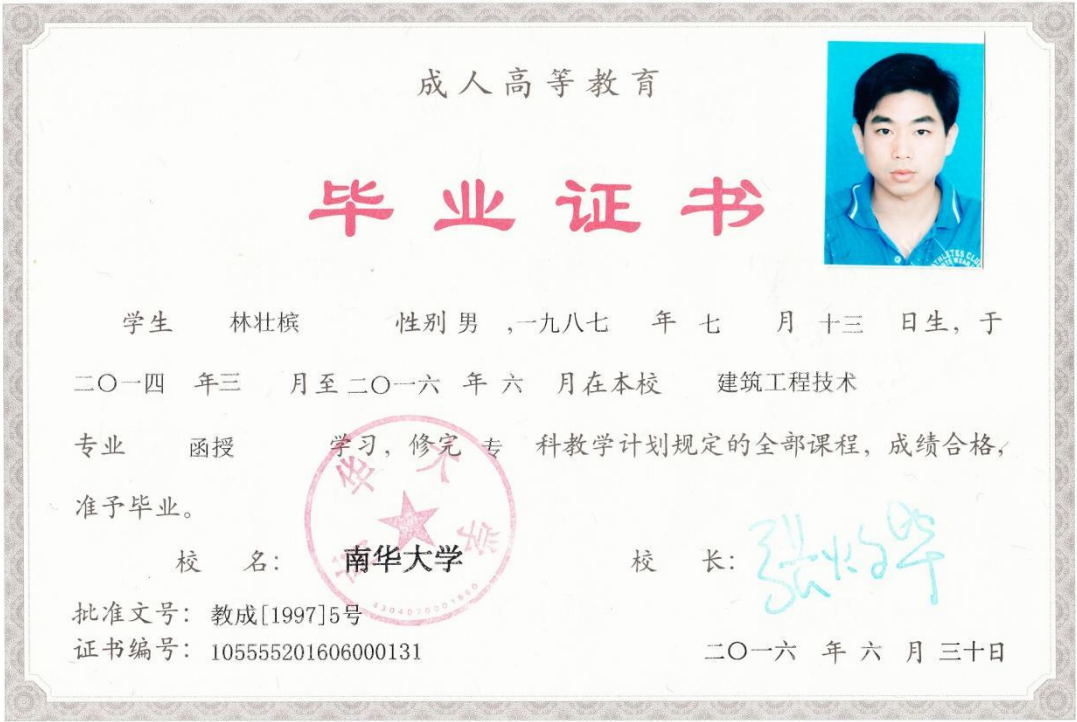 成人高等教育
毕业证书
学生 林壮槟 性别 男 ,一九八七 年 七 月 十三 日生，于
二〇一四 年三 月至二〇一六 年 六 月在本校 建筑工程技术
专业 函授 学习，修完 专 科教学计划规定的全部课程，成绩合格，
准予毕业。
校 名： 南华大学 校 长：
批准文号：教成[1997]5号
证书编号：105555201606000131
二〇一六 年 六 月 三十日
南华大学